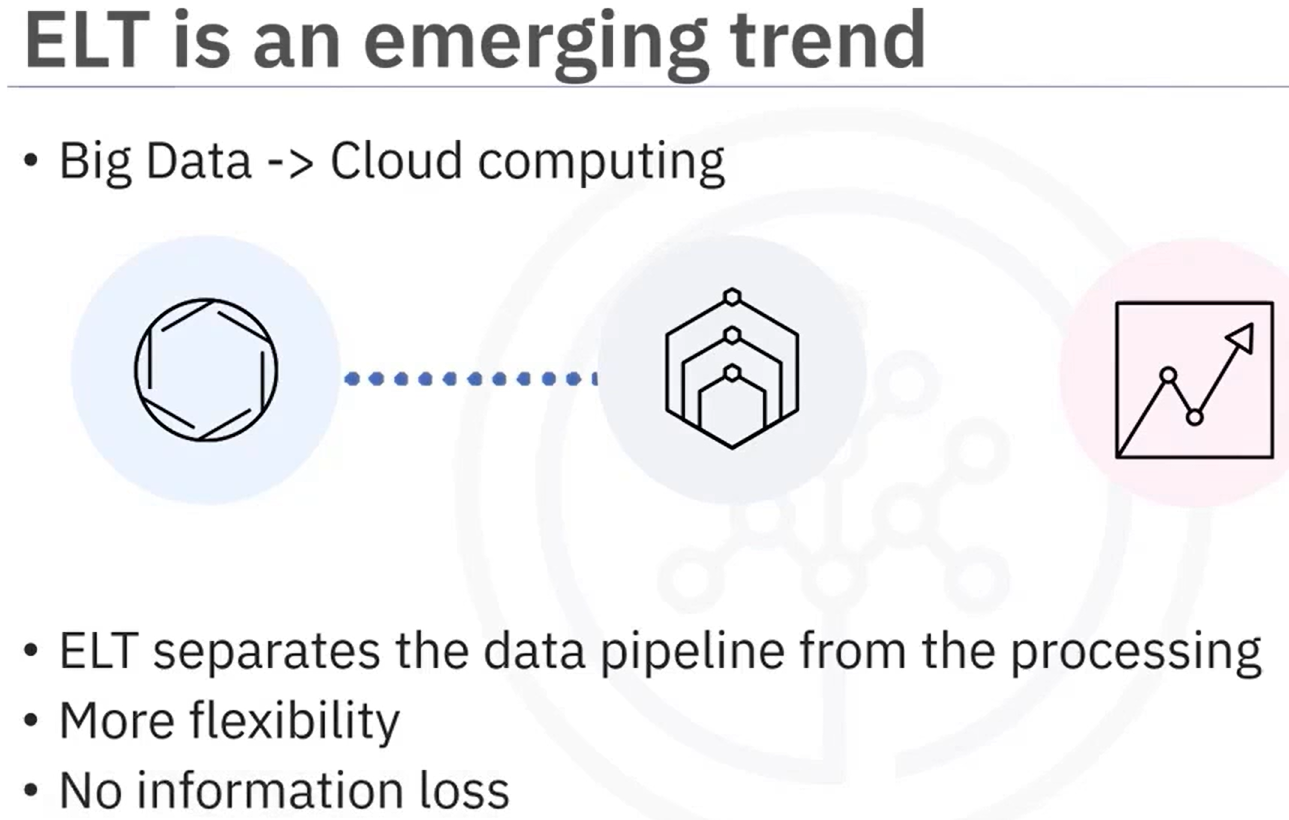 ELT is an emerging trend
• Big Data -> Cloud computing
• ELT separates the data pipeline from the processing
• More flexibility
• No information loss